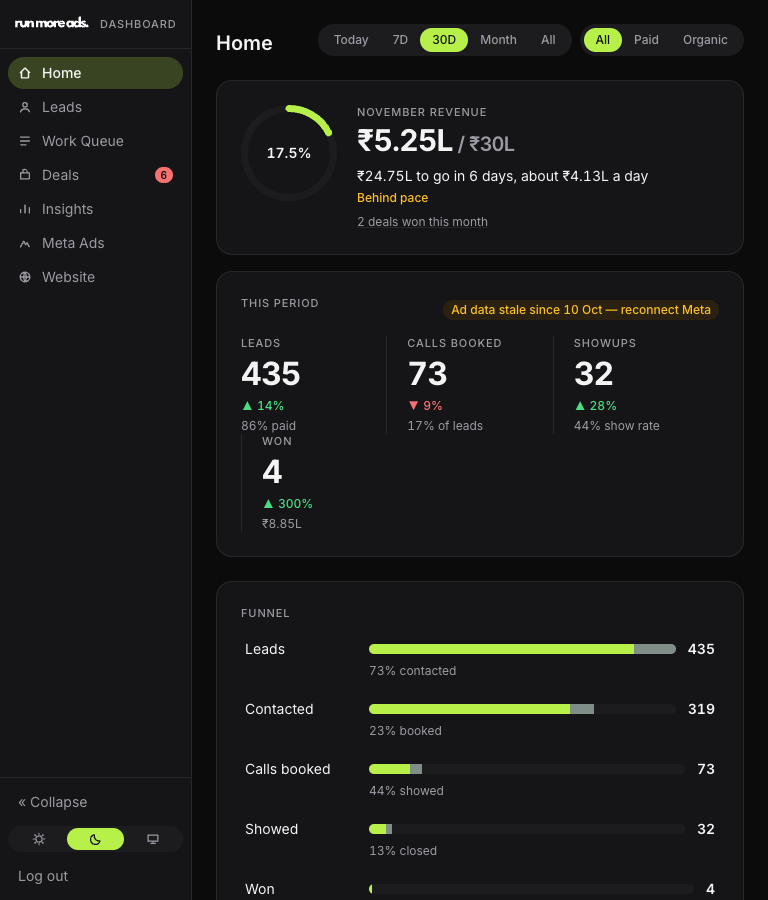 run more ads. DASHBOARD
Home
Leads
Work Queue
Deals 6
Insights
Meta Ads
Website
« Collapse
Log out
Home
Today 7D 30D Month All
All Paid Organic
17.5%
NOVEMBER REVENUE
₹5.25L / ₹30L
₹24.75L to go in 6 days, about ₹4.13L a day
Behind pace
2 deals won this month
THIS PERIOD
Ad data stale since 10 Oct — reconnect Meta
LEADS
435
▲ 14%
86% paid
CALLS BOOKED
73
▼ 9%
17% of leads
SHOWUPS
32
▲ 28%
44% show rate
WON
4
▲ 300%
₹8.85L
FUNNEL
Leads 435
73% contacted
Contacted 319
23% booked
Calls booked 73
44% showed
Showed 32
13% closed
Won 4